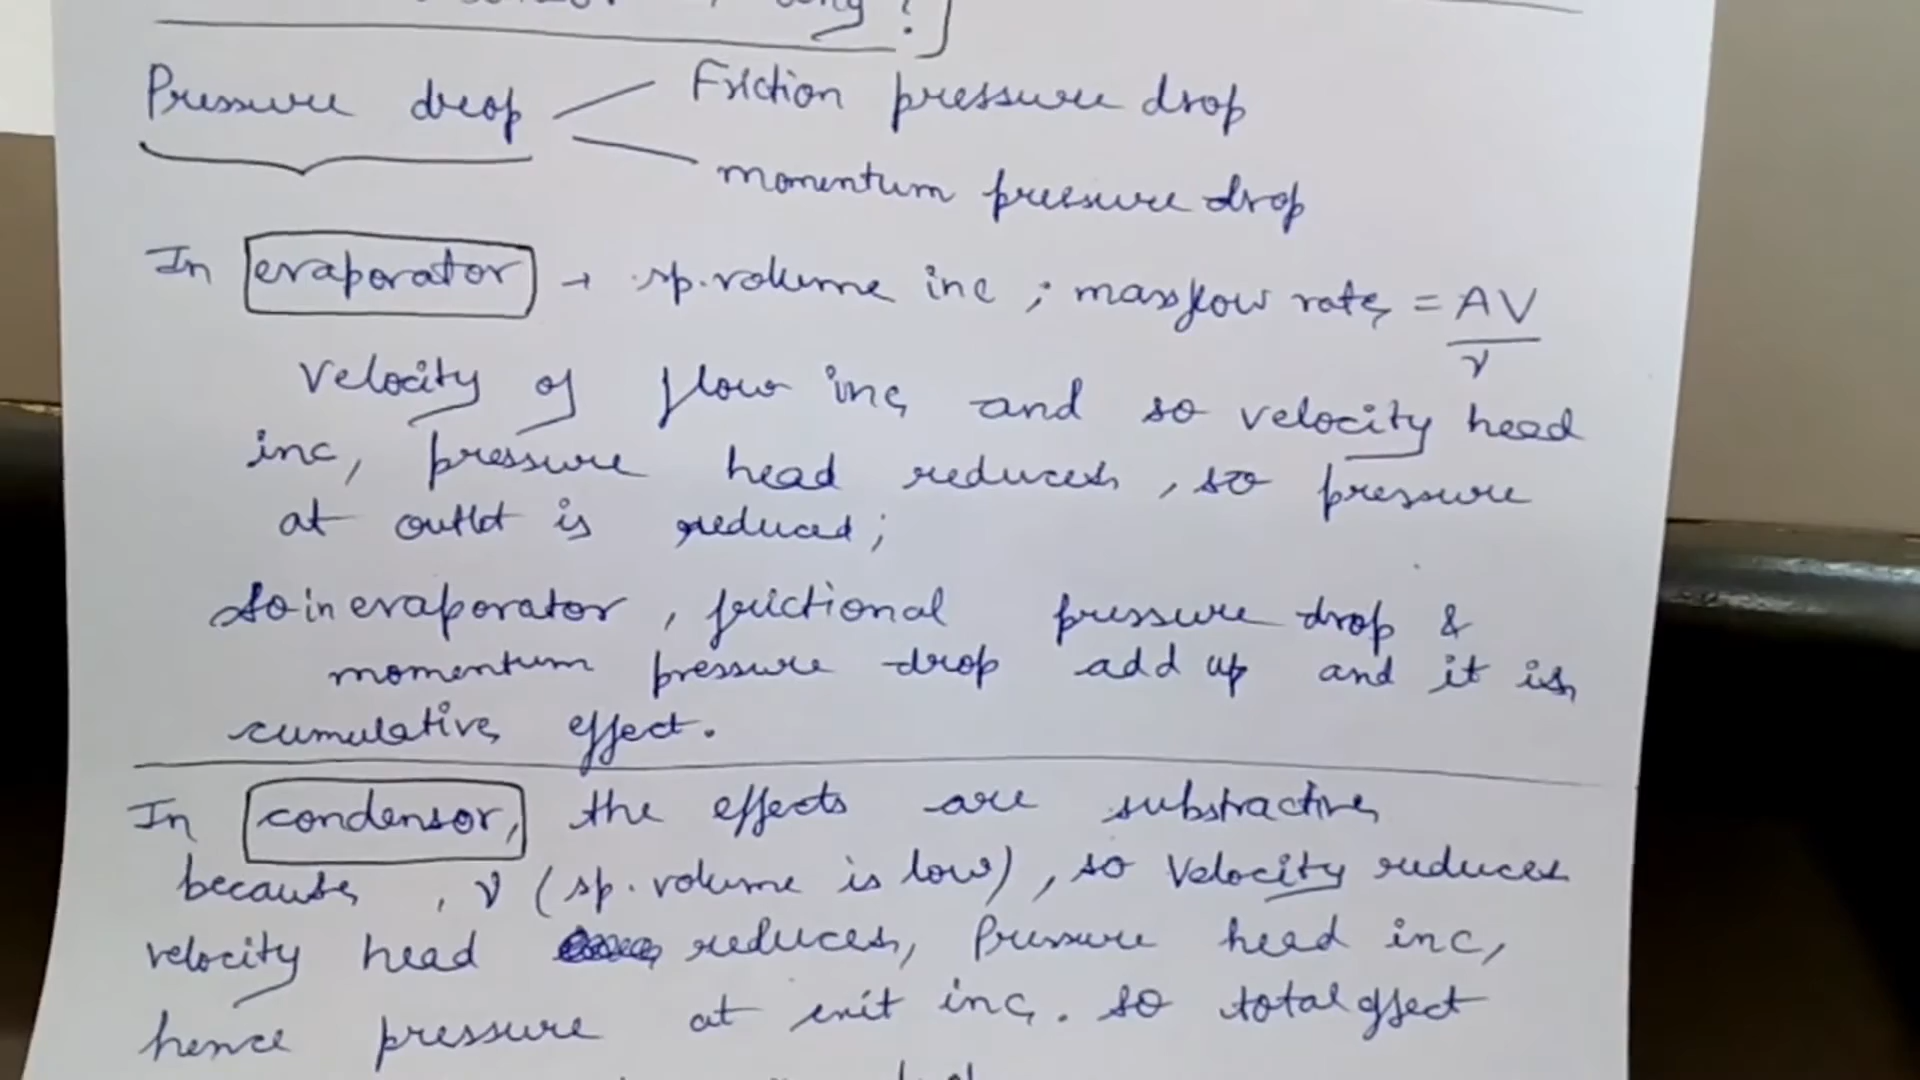 why?]
Pressure drop
Friction pressure drop
momentum pressure drop
In evaporator → sp. volume inc ; massflow rate = AV/ν
Velocity of flow inc, and so velocity head
inc, pressure head reduces, so pressure
at outlet is reduced;
So in evaporator, frictional pressure drop &
momentum pressure drop add up and it is
cumulative effect.
In condensor, the effects are substractive
because, ν (sp. volume is low), so Velocity reduces
velocity head reduces, Pressure head inc,
hence pressure at exit inc. so total effect